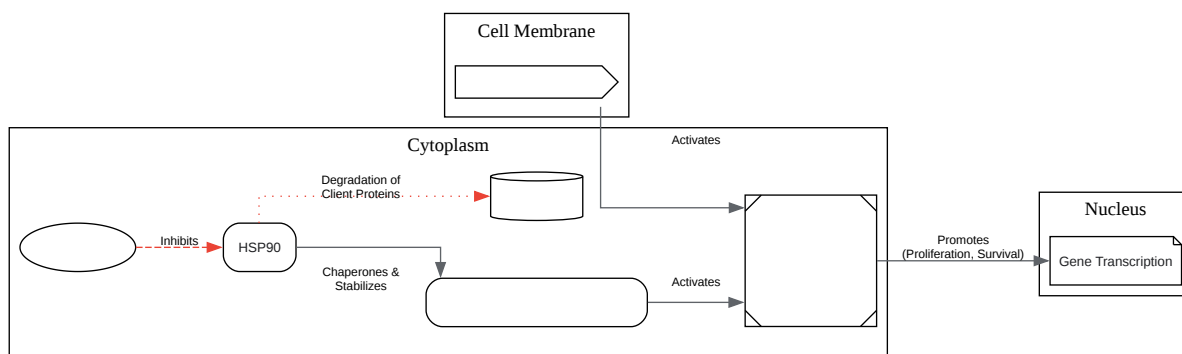 Cell Membrane
Activates
Cytoplasm
Degradation of
Client Proteins
Inhibits
HSP90
Chaperones &
Stabilizes
Activates
Promotes
(Proliferation, Survival)
Nucleus
Gene Transcription